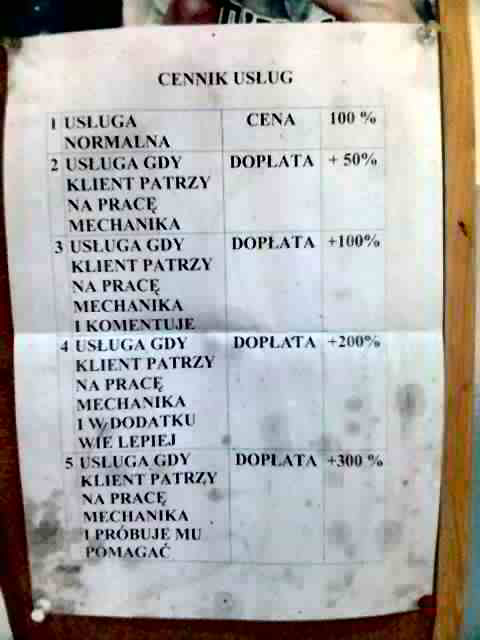 CENNIK USŁUG
1 USŁUGA CENA 100 %
NORMALNA
2 USŁUGA GDY DOPŁATA + 50%
KLIENT PATRZY
NA PRACĘ
MECHANIKA
3 USŁUGA GDY DOPŁATA +100%
KLIENT PATRZY
NA PRACĘ
MECHANIKA
I KOMENTUJE
4 USŁUGA GDY DOPŁATA +200%
KLIENT PATRZY
NA PRACĘ
MECHANIKA
I W DODATKU
WIE LEPIEJ
5 USŁUGA GDY DOPŁATA +300 %
KLIENT PATRZY
NA PRACĘ
MECHANIKA
I PRÓBUJE MU
POMAGAĆ